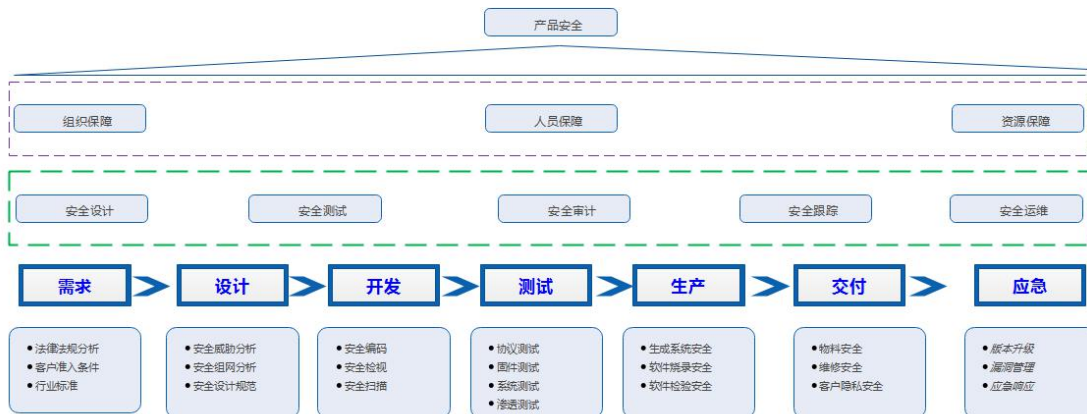 产品安全
组织保障
人员保障
资源保障
安全设计
安全测试
安全审计
安全跟踪
安全运维
需求
设计
开发
测试
生产
交付
应急
法律法规分析
客户准入条件
行业标准
安全威胁分析
安全组网分析
安全设计规范
安全编码
安全检视
安全扫描
协议测试
固件测试
系统测试
渗透测试
生成系统安全
软件烧录安全
软件检验安全
物料安全
维修安全
客户隐私安全
版本升级
漏洞管理
应急响应